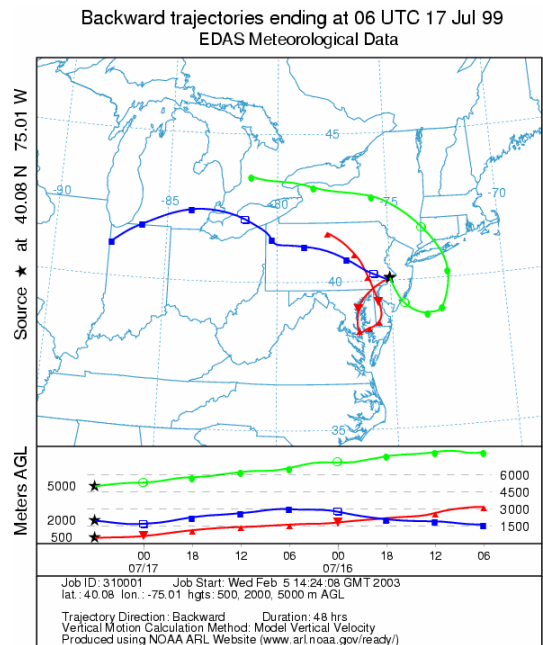 Backward trajectories ending at 06 UTC 17 Jul 99
EDAS Meteorological Data
Source ★ at 40.08 N 75.01 W
45
-90
-85
-75
-70
40
35
Meters AGL
5000
2000
500
6000
4500
3000
1500
00 18 12 06 00 18 12 06
07/17 07/16
Job ID: 310001 Job Start: Wed Feb 5 14:24:08 GMT 2003
lat.: 40.08 lon.: -75.01 hgts: 500, 2000, 5000 m AGL
Trajectory Direction: Backward Duration: 48 hrs
Vertical Motion Calculation Method: Model Vertical Velocity
Produced using NOAA ARL Website (www.arl.noaa.gov/ready/)